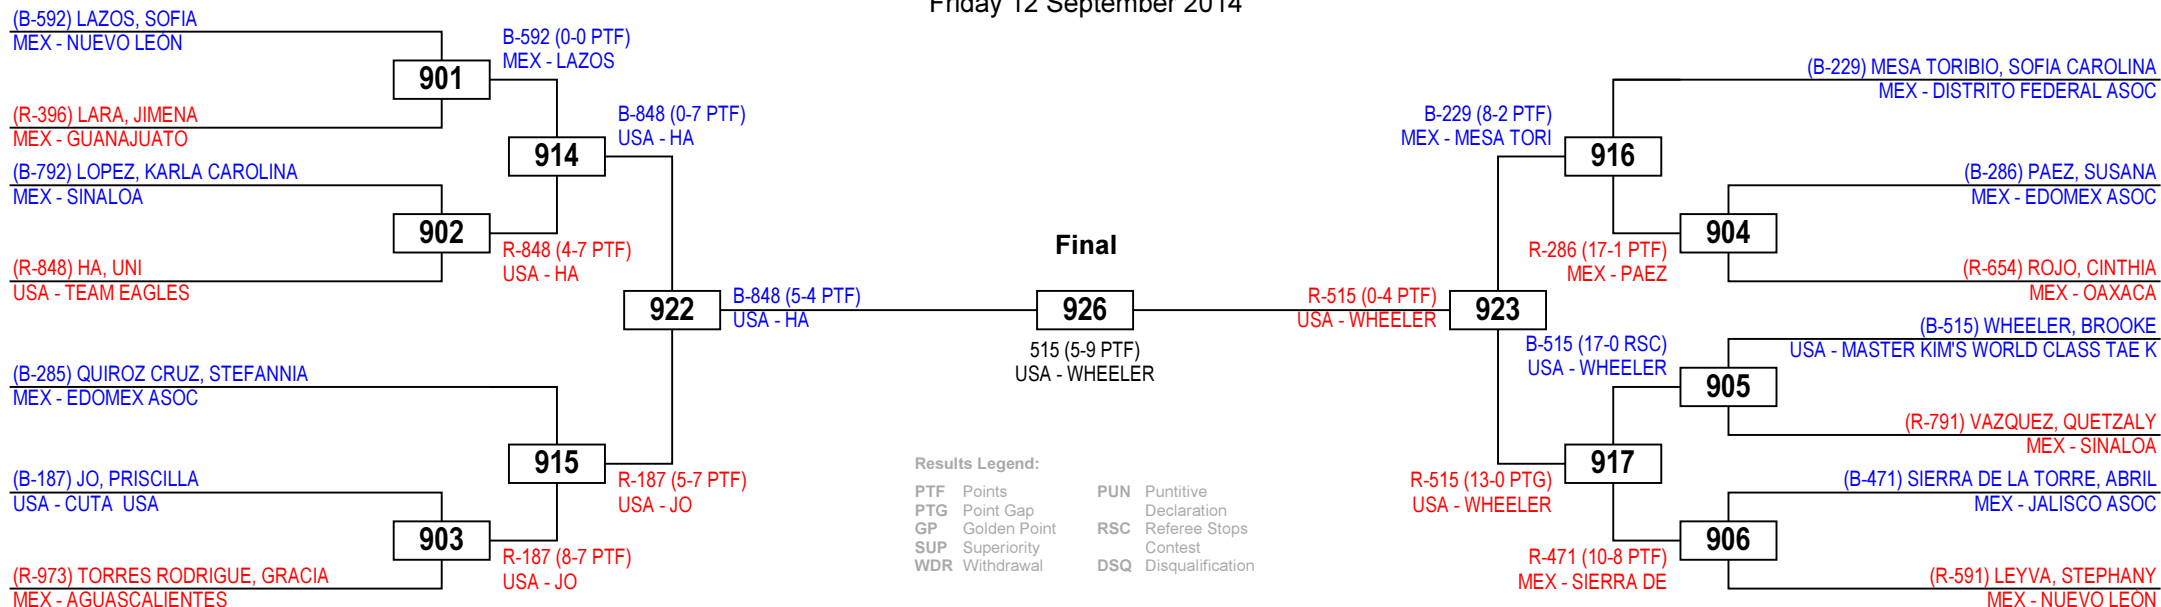 Friday 12 September 2014
(B-592) LAZOS, SOFIA
MEX - NUEVO LEÓN
(R-396) LARA, JIMENA
MEX - GUANAJUATO
(B-792) LOPEZ, KARLA CAROLINA
MEX - SINALOA
(R-848) HA, UNI
USA - TEAM EAGLES
(B-285) QUIROZ CRUZ, STEFANNIA
MEX - EDOMEX ASOC
(B-187) JO, PRISCILLA
USA - CUTA  USA
(R-973) TORRES RODRIGUE, GRACIA
MEX - AGUASCALIENTES
901
902
903
B-592 (0-0 PTF)
MEX - LAZOS
R-848 (4-7 PTF)
USA - HA
R-187 (8-7 PTF)
USA - JO
914
915
B-848 (0-7 PTF)
USA - HA
R-187 (5-7 PTF)
USA - JO
922
B-848 (5-4 PTF)
USA - HA
Final
926
515 (5-9 PTF)
USA - WHEELER
R-515 (0-4 PTF)
USA - WHEELER
923
B-229 (8-2 PTF)
MEX - MESA TORI
R-515 (13-0 PTG)
USA - WHEELER
916
917
R-286 (17-1 PTF)
MEX - PAEZ
B-515 (17-0 RSC)
USA - WHEELER
R-471 (10-8 PTF)
MEX - SIERRA DE
904
905
906
(B-229) MESA TORIBIO, SOFIA CAROLINA
MEX - DISTRITO FEDERAL ASOC
(B-286) PAEZ, SUSANA
MEX - EDOMEX ASOC
(R-654) ROJO, CINTHIA
MEX - OAXACA
(B-515) WHEELER, BROOKE
USA - MASTER KIM'S WORLD CLASS TAE K
(R-791) VAZQUEZ, QUETZALY
MEX - SINALOA
(B-471) SIERRA DE LA TORRE, ABRIL
MEX - JALISCO ASOC
(R-591) LEYVA, STEPHANY
MEX - NUEVO LEÓN
Results Legend:
PTF Points
PTG Point Gap
GP Golden Point
SUP Superiority
WDR Withdrawal
PUN Puntitive
Declaration
RSC Referee Stops
Contest
DSQ Disqualification